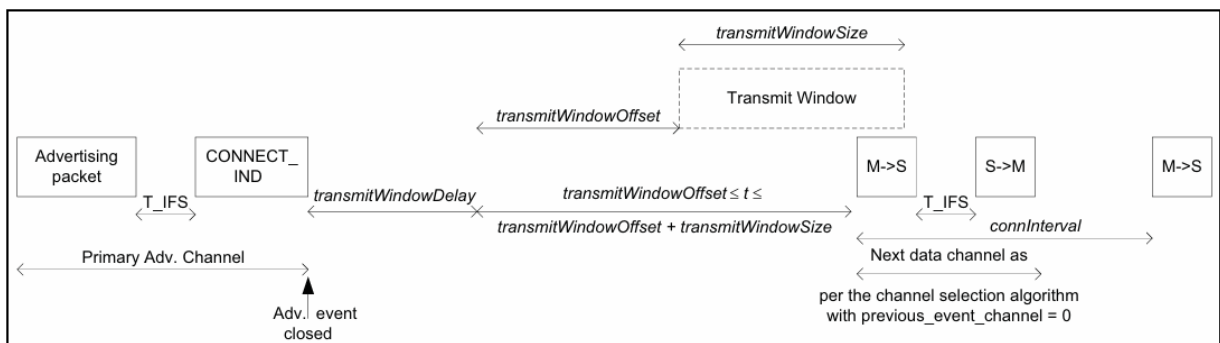 transmitWindowSize
Transmit Window
transmitWindowOffset
Advertising
packet
CONNECT_
IND
M->S
S->M
M->S
T_IFS
transmitWindowDelay
transmitWindowOffset ≤ t ≤
transmitWindowOffset + transmitWindowSize
T_IFS
connInterval
Primary Adv. Channel
Next data channel as
per the channel selection algorithm
with previous_event_channel = 0
Adv. event
closed